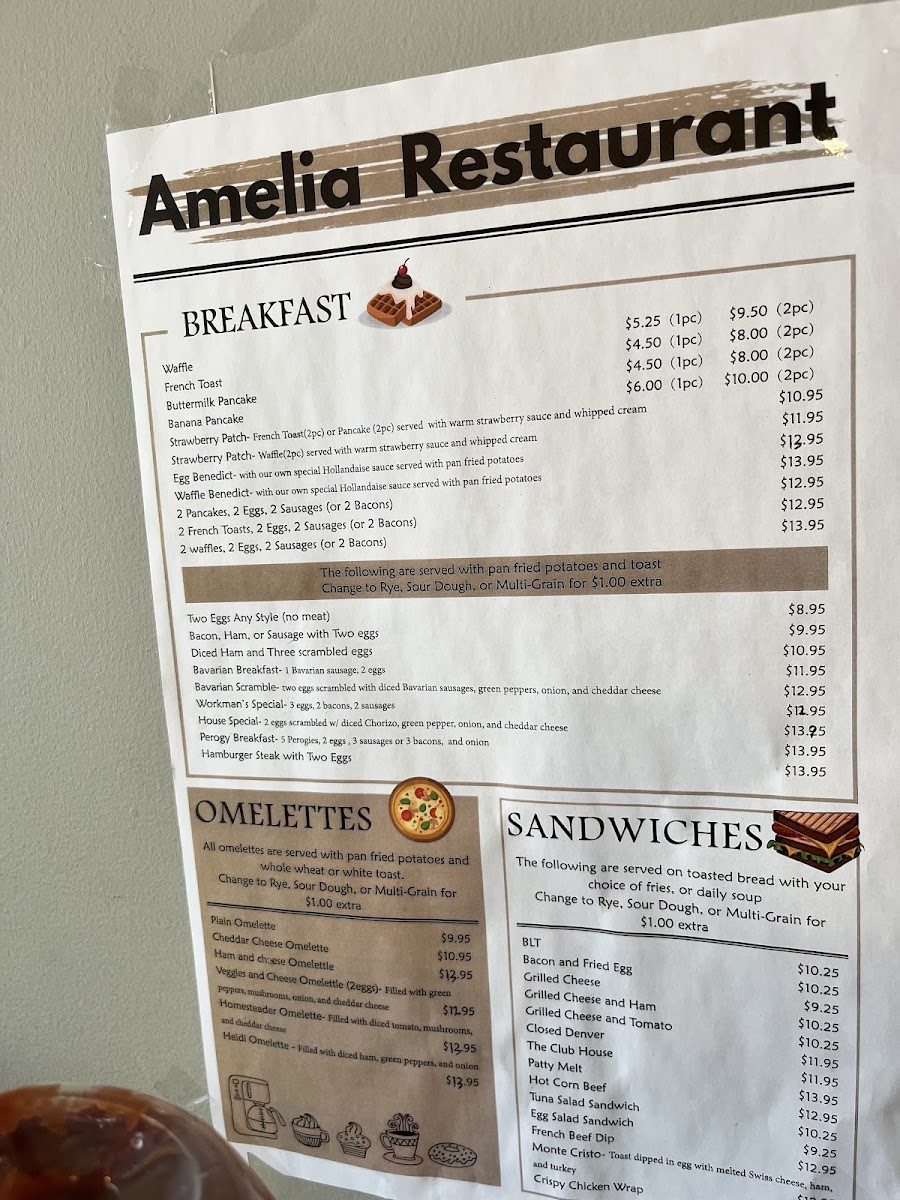 Amelia Restaurant
BREAKFAST
Waffle $5.25 (1pc) $9.50 (2pc)
French Toast $4.50 (1pc) $8.00 (2pc)
Buttermilk Pancake $4.50 (1pc) $8.00 (2pc)
Banana Pancake $6.00 (1pc) $10.00 (2pc)
Strawberry Patch- French Toast(2pc) or Pancake (2pc) served with warm strawberry sauce and whipped cream $10.95
Strawberry Patch- Waffle(2pc) served with warm strawberry sauce and whipped cream $11.95
Egg Benedict- with our own special Hollandaise sauce served with pan fried potatoes $12.95
Waffle Benedict- with our own special Hollandaise sauce served with pan fried potatoes $13.95
2 Pancakes, 2 Eggs, 2 Sausages (or 2 Bacons) $12.95
2 French Toasts, 2 Eggs, 2 Sausages (or 2 Bacons) $12.95
2 waffles, 2 Eggs, 2 Sausages (or 2 Bacons) $13.95
The following are served with pan fried potatoes and toast
Change to Rye, Sour Dough, or Multi-Grain for $1.00 extra
Two Eggs Any Style (no meat) $8.95
Bacon, Ham, or Sausage with Two eggs $9.95
Diced Ham and Three scrambled eggs $10.95
Bavarian Breakfast- 1 Bavarian sausage, 2 eggs $11.95
Bavarian Scramble- two eggs scrambled with diced Bavarian sausages, green peppers, onion, and cheddar cheese $12.95
Workman's Special- 3 eggs, 2 bacons, 2 sausages $12.95
House Special- 2 eggs scrambled w/ diced Chorizo, green pepper, onion, and cheddar cheese $13.95
Perogy Breakfast- 5 Perogies, 2 eggs , 3 sausages or 3 bacons, and onion $13.95
Hamburger Steak with Two Eggs $13.95
OMELETTES
All omelettes are served with pan fried potatoes and
whole wheat or white toast.
Change to Rye, Sour Dough, or Multi-Grain for
$1.00 extra
Plain Omelette $9.95
Cheddar Cheese Omelette $10.95
Ham and cheese Omelettle $12.95
Veggies and Cheese Omelettle (2eggs)- Filled with green
peppers, mushrooms, onion, and cheddar cheese $12.95
Homesteader Omelette- Filled with diced tomato, mushrooms,
and cheddar cheese $12.95
Heidi Omelette - Filled with diced ham, green peppers, and onion
$13.95
SANDWICHES
The following are served on toasted bread with your
choice of fries, or daily soup
Change to Rye, Sour Dough, or Multi-Grain for
$1.00 extra
BLT $10.25
Bacon and Fried Egg $10.25
Grilled Cheese $9.25
Grilled Cheese and Ham $10.25
Grilled Cheese and Tomato $10.25
Closed Denver $11.95
The Club House $11.95
Patty Melt $13.95
Hot Corn Beef $12.95
Tuna Salad Sandwich $10.25
Egg Salad Sandwich $9.25
French Beef Dip $12.95
Monte Cristo- Toast dipped in egg with melted Swiss cheese, ham,
and turkey
Crispy Chicken Wrap